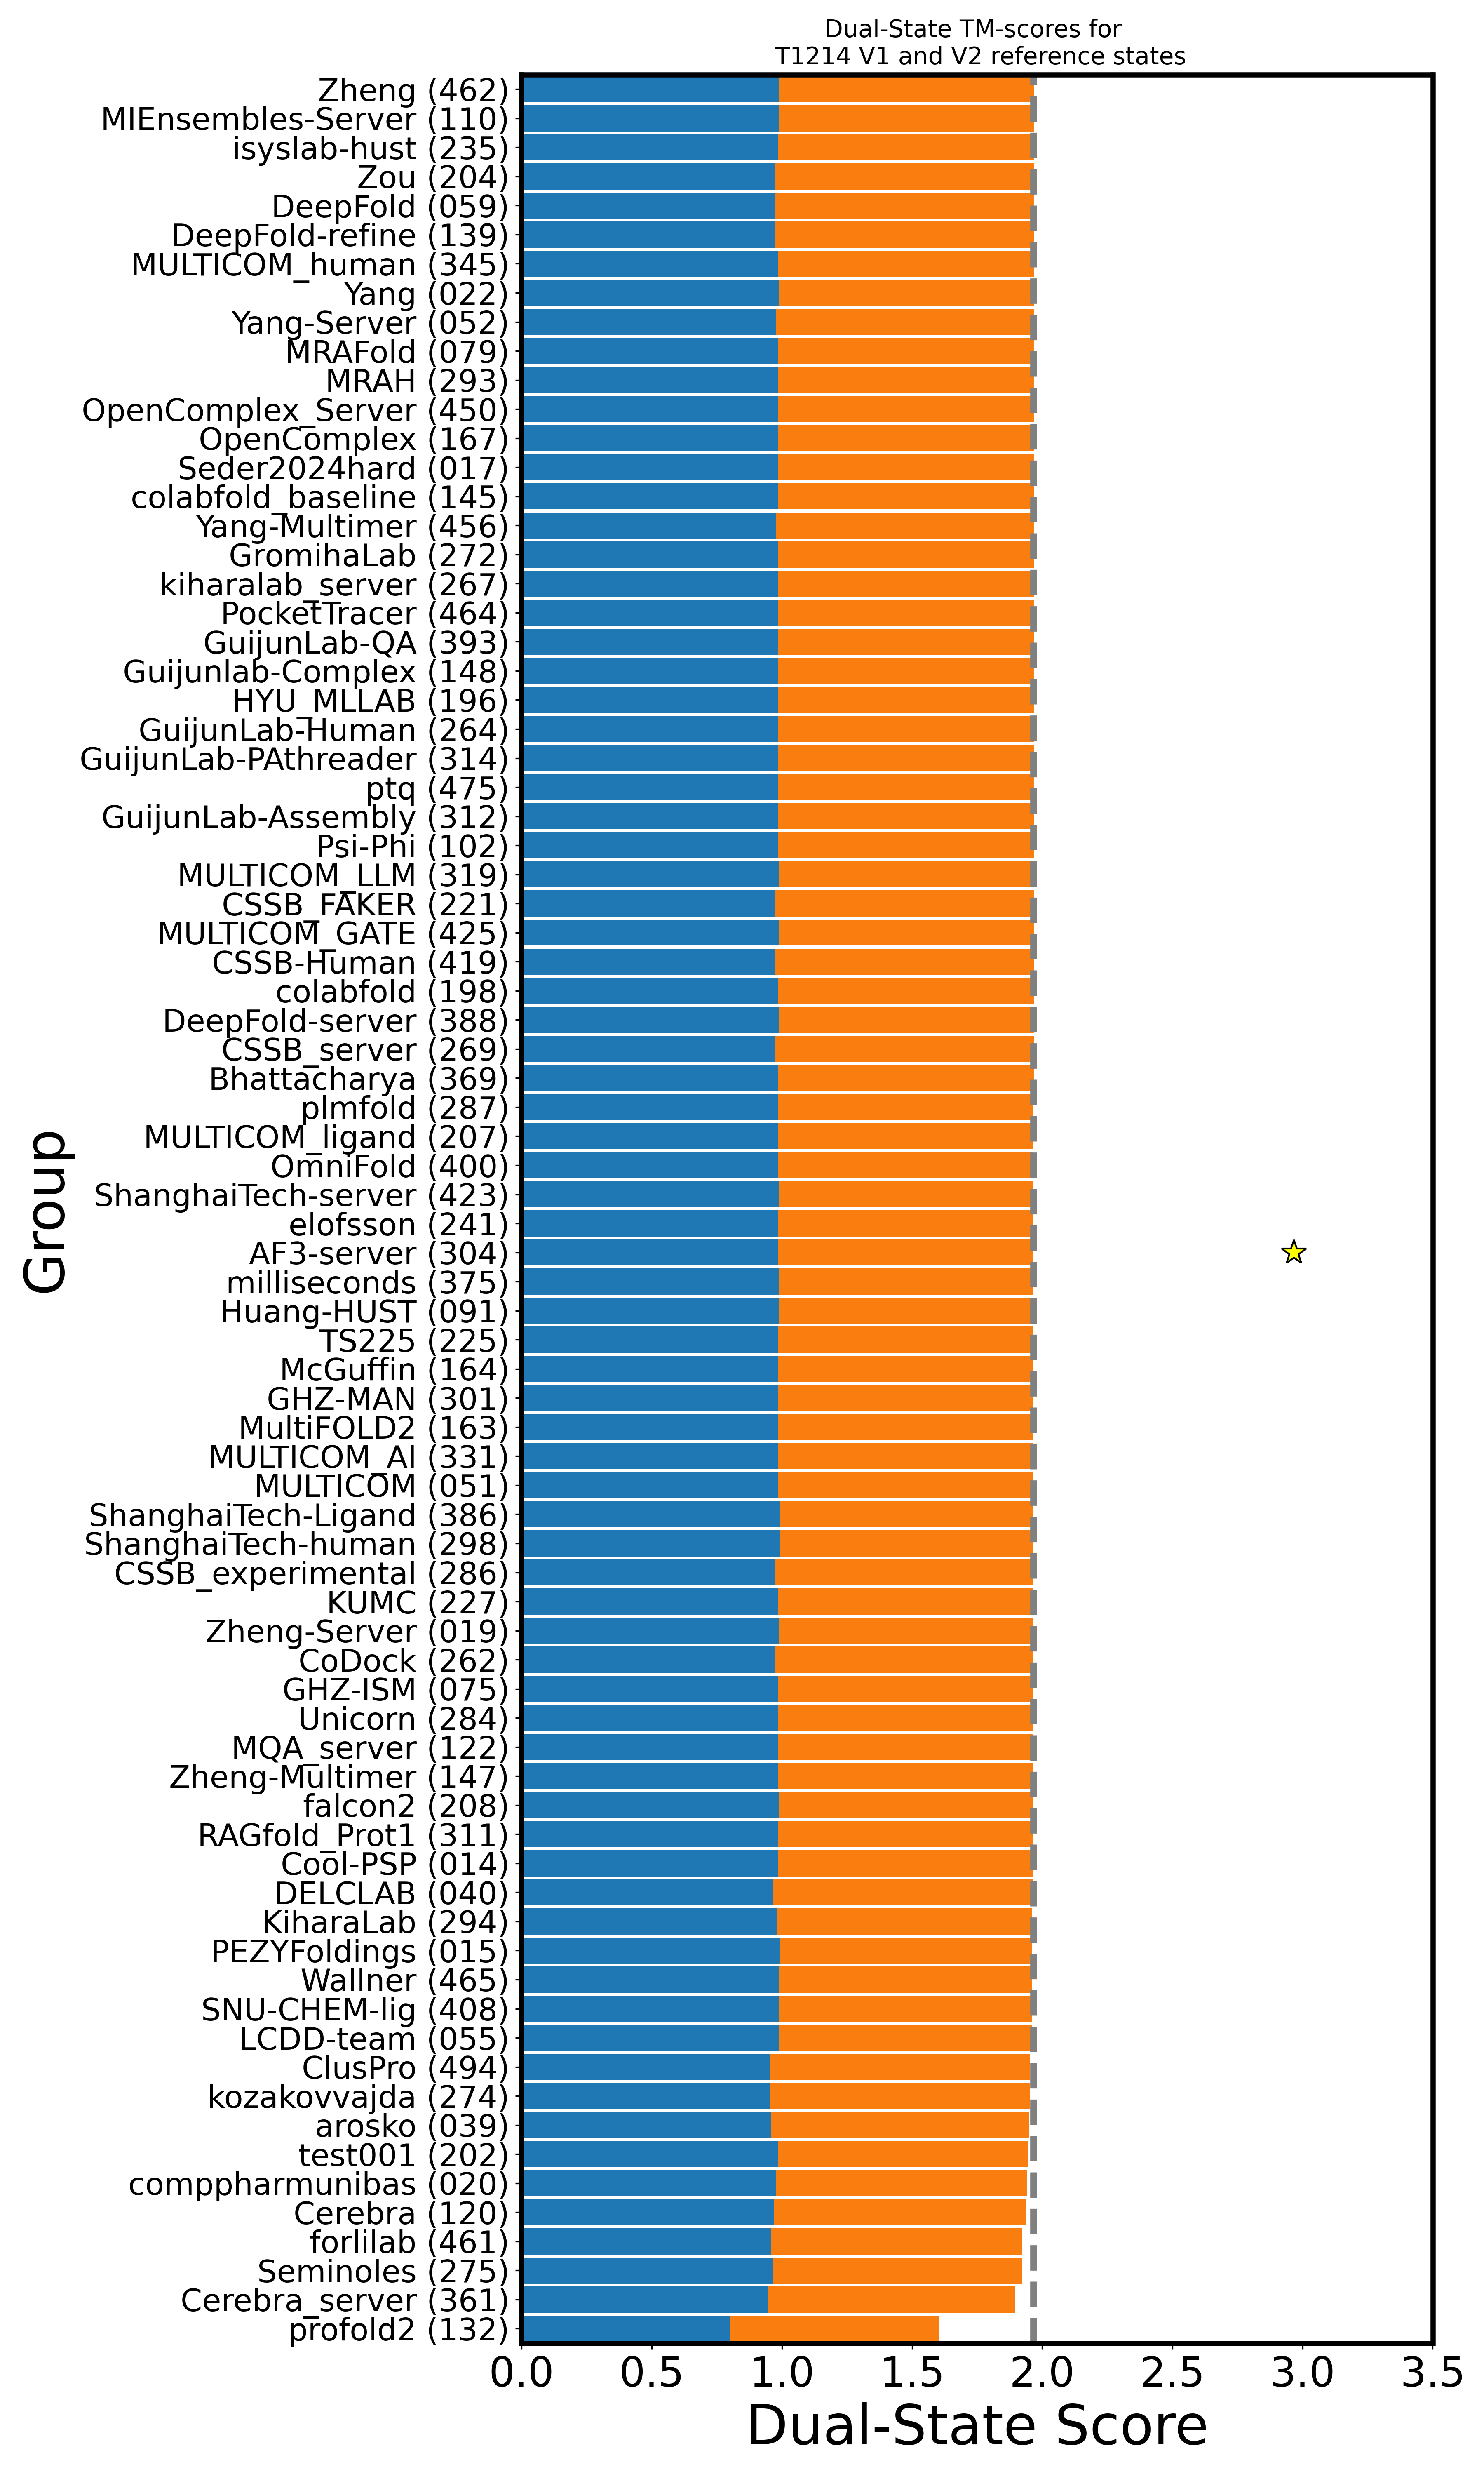 Dual-State TM-scores for
T1214 V1 and V2 reference states
Zheng (462)
MIEnsembles-Server (110)
isyslab-hust (235)
Zou (204)
DeepFold (059)
DeepFold-refine (139)
MULTICOM_human (345)
Yang (022)
Yang-Server (052)
MRAFold (079)
MRAH (293)
OpenComplex_Server (450)
OpenComplex (167)
Seder2024hard (017)
colabfold_baseline (145)
Yang-Multimer (456)
GromihaLab (272)
kiharalab_server (267)
PocketTracer (464)
GuijunLab-QA (393)
Guijunlab-Complex (148)
HYU_MLLAB (196)
GuijunLab-Human (264)
GuijunLab-PAthreader (314)
ptq (475)
GuijunLab-Assembly (312)
Psi-Phi (102)
MULTICOM_LLM (319)
CSSB_FAKER (221)
MULTICOM_GATE (425)
CSSB-Human (419)
colabfold (198)
DeepFold-server (388)
CSSB_server (269)
Bhattacharya (369)
plmfold (287)
MULTICOM_ligand (207)
OmniFold (400)
ShanghaiTech-server (423)
elofsson (241)
AF3-server (304)
milliseconds (375)
Huang-HUST (091)
TS225 (225)
McGuffin (164)
GHZ-MAN (301)
MultiFOLD2 (163)
MULTICOM_AI (331)
MULTICOM (051)
ShanghaiTech-Ligand (386)
ShanghaiTech-human (298)
CSSB_experimental (286)
KUMC (227)
Zheng-Server (019)
CoDock (262)
GHZ-ISM (075)
Unicorn (284)
MQA_server (122)
Zheng-Multimer (147)
falcon2 (208)
RAGfold_Prot1 (311)
Cool-PSP (014)
DELCLAB (040)
KiharaLab (294)
PEZYFoldings (015)
Wallner (465)
SNU-CHEM-lig (408)
LCDD-team (055)
ClusPro (494)
kozakovvajda (274)
arosko (039)
test001 (202)
comppharmunibas (020)
Cerebra (120)
forlilab (461)
Seminoles (275)
Cerebra_server (361)
profold2 (132)
Group
0.0 0.5 1.0 1.5 2.0 2.5 3.0 3.5
Dual-State Score